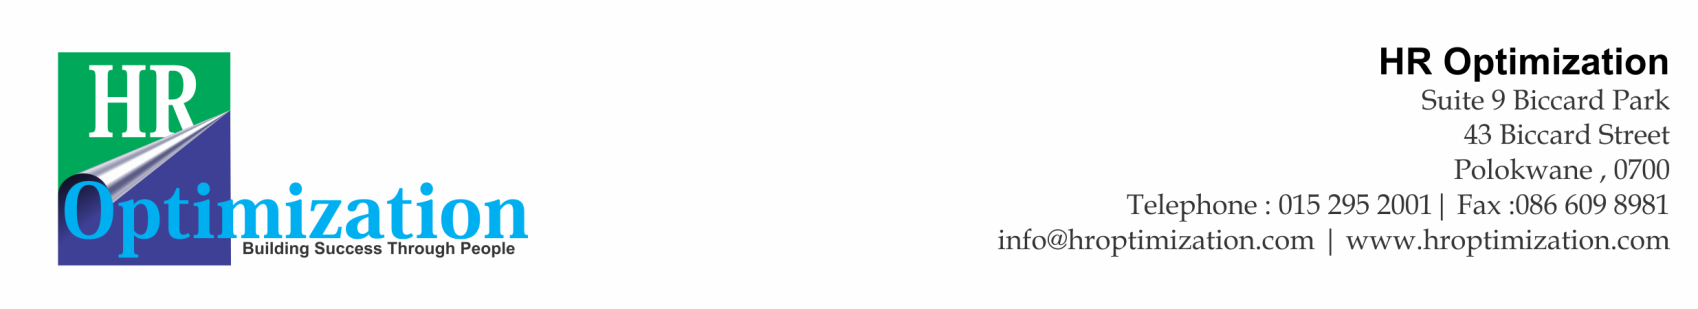 HR
Optimization
Building Success Through People
HR Optimization
Suite 9 Biccard Park
43 Biccard Street
Polokwane , 0700
Telephone : 015 295 2001| Fax :086 609 8981
info@hroptimization.com | www.hroptimization.com